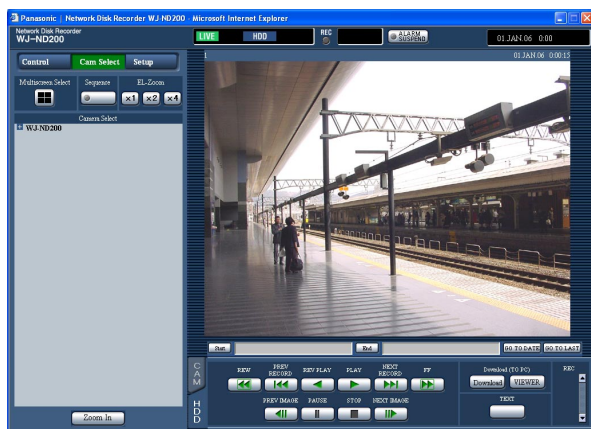 Panasonic | Network Disk Recorder WJ-ND200 - Microsoft Internet Explorer
Network Disk Recorder
WJ-ND200
LIVE
HDD
REC
ALARM
SUSPEND
01.JAN.06 0:00
Control
Cam Select
Setup
1
01.JAN.06 0:00:15
Multiscreen Select
Sequence
EL-Zoom
x1
x2
x4
Camera Select
WJ-ND200
Start
End
GO TO DATE
GO TO LAST
CAM
HDD
REW
PREV
RECORD
REV PLAY
PLAY
NEXT
RECORD
FF
Download (TO PC)
REC
Download
VIEWER
PREV IMAGE
PAUSE
STOP
NEXT IMAGE
TEXT
Zoom In